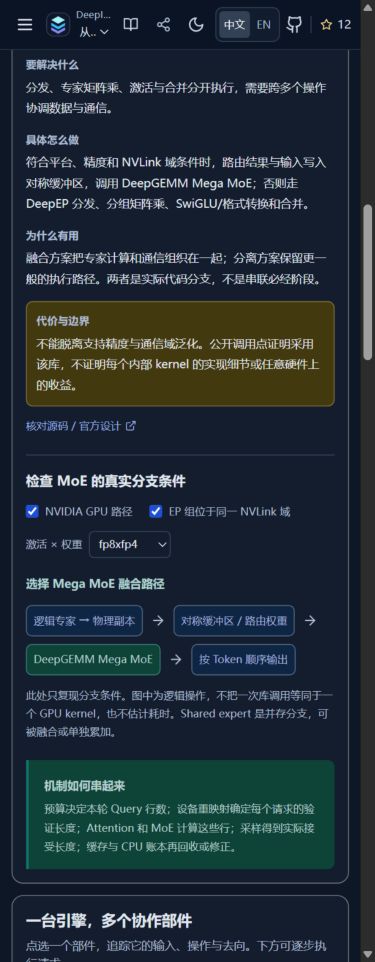 Deepl...
从...
中文
EN
12
要解决什么
分发、专家矩阵乘、激活与合并分开执行，需要跨多个操作
协调数据与通信。
具体怎么做
符合平台、精度和 NVLink 域条件时，路由结果与输入写入
对称缓冲区，调用 DeepGEMM Mega MoE；否则走
DeepEP 分发、分组矩阵乘、SwiGLU/格式转换和合并。
为什么有用
融合方案把专家计算和通信组织在一起；分离方案保留更一
般的执行路径。两者是实际代码分支，不是串联必经阶段。
代价与边界
不能脱离支持精度与通信域泛化。公开调用点证明采用
该库，不证明每个内部 kernel 的实现细节或任意硬件上
的收益。
核对源码 / 官方设计
检查 MoE 的真实分支条件
NVIDIA GPU 路径
EP 组位于同一 NVLink 域
激活 × 权重
fp8xfp4
选择 Mega MoE 融合路径
逻辑专家 → 物理副本
→
对称缓冲区 / 路由权重
→
DeepGEMM Mega MoE
→
按 Token 顺序输出
此处只复现分支条件。图中为逻辑操作，不把一次库调用等同于一
个 GPU kernel，也不估计耗时。Shared expert 是并存分支，可
被融合或单独累加。
机制如何串起来
预算决定本轮 Query 行数；设备重映射确定每个请求的验
证长度；Attention 和 MoE 计算这些行；采样得到实际接
受长度；缓存与 CPU 账本再回收或修正。
一台引擎，多个协作部件
点选一个部件，追踪它的输入、操作与去向。下方可逐步执
行请求